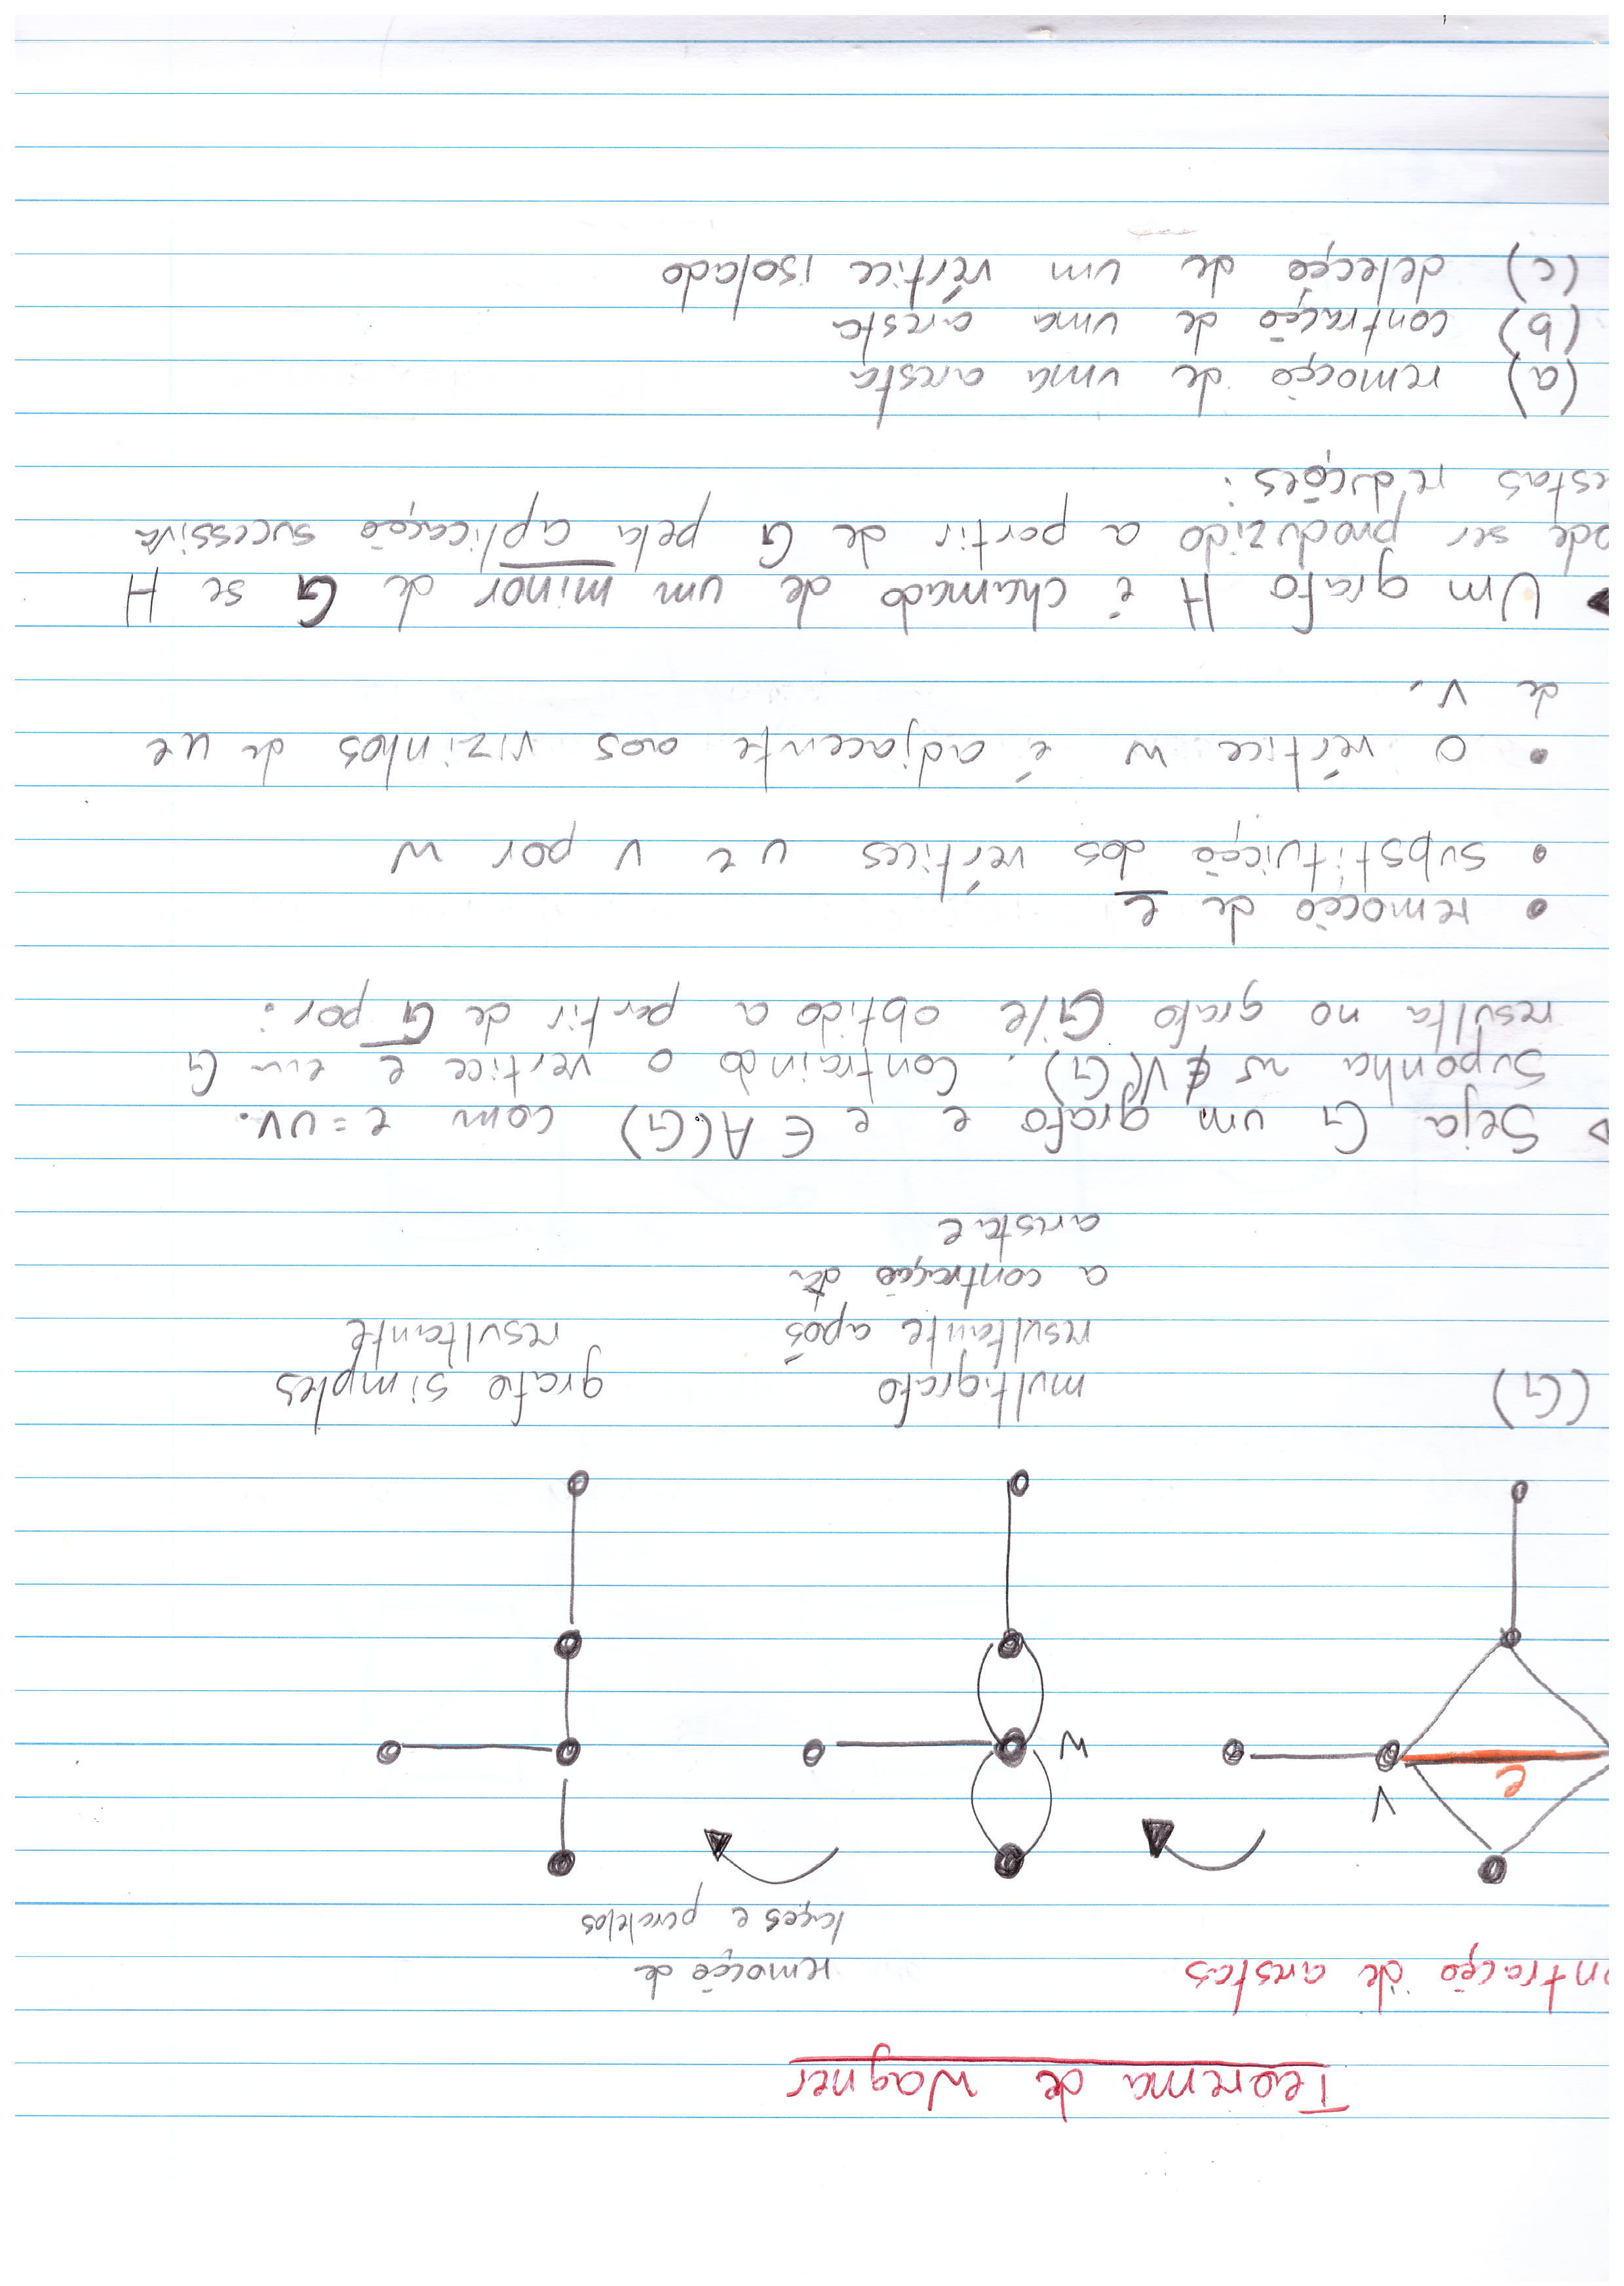 Teorema de Wagner
ontração de arestas
remoção de
laços e paralelos
e
V
W
(G)
multigrafo
resultante após
a contração da
aresta e
grafo simples
resultante
Seja G um grafo e e ∈ A(G) com e = uv.
Suponha w ∉ V(G). Contraindo o vertice e em G
resulta no grafo G/e obtido a partir de G por:
• remoção de e
• substituição dos vértices u e v por w
• o vértice w é adjacente aos vizinhos de u e
de v.
Um grafo H é chamado de um minor de G se H
ode ser produzido a partir de G pela aplicação sucessiva
estas reduções:
(a) remoção de uma aresta
(b) contração de uma aresta
(c) deleção de um vértice isolado